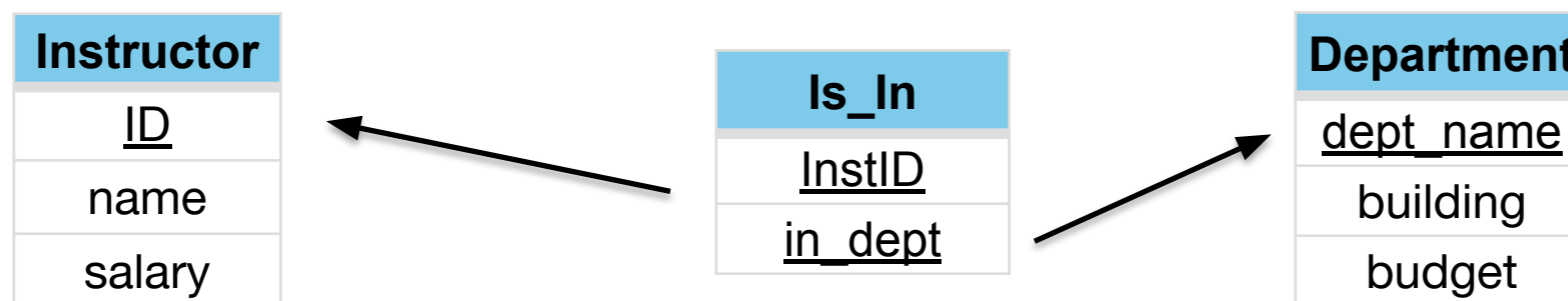 Instructor
ID
name
salary
Is_In
InstID
in_dept
Department
dept_name
building
budget